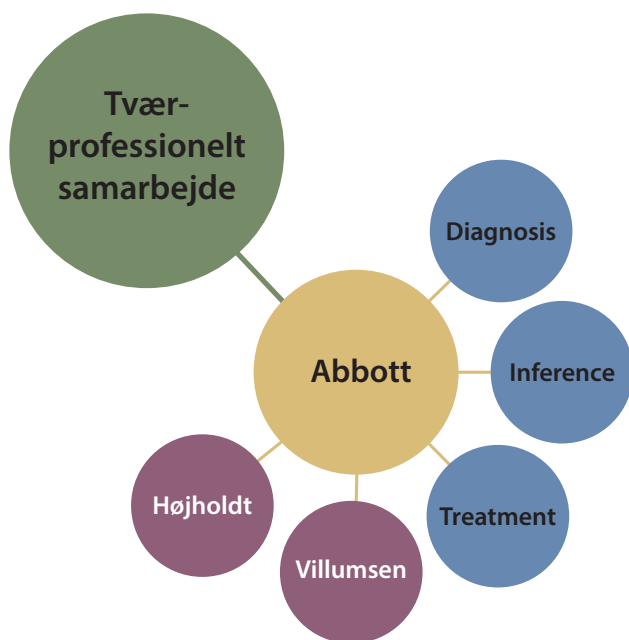 Tvær-
professionelt
samarbejde
Diagnosis
Abbott
Inference
Højholdt
Treatment
Villumsen